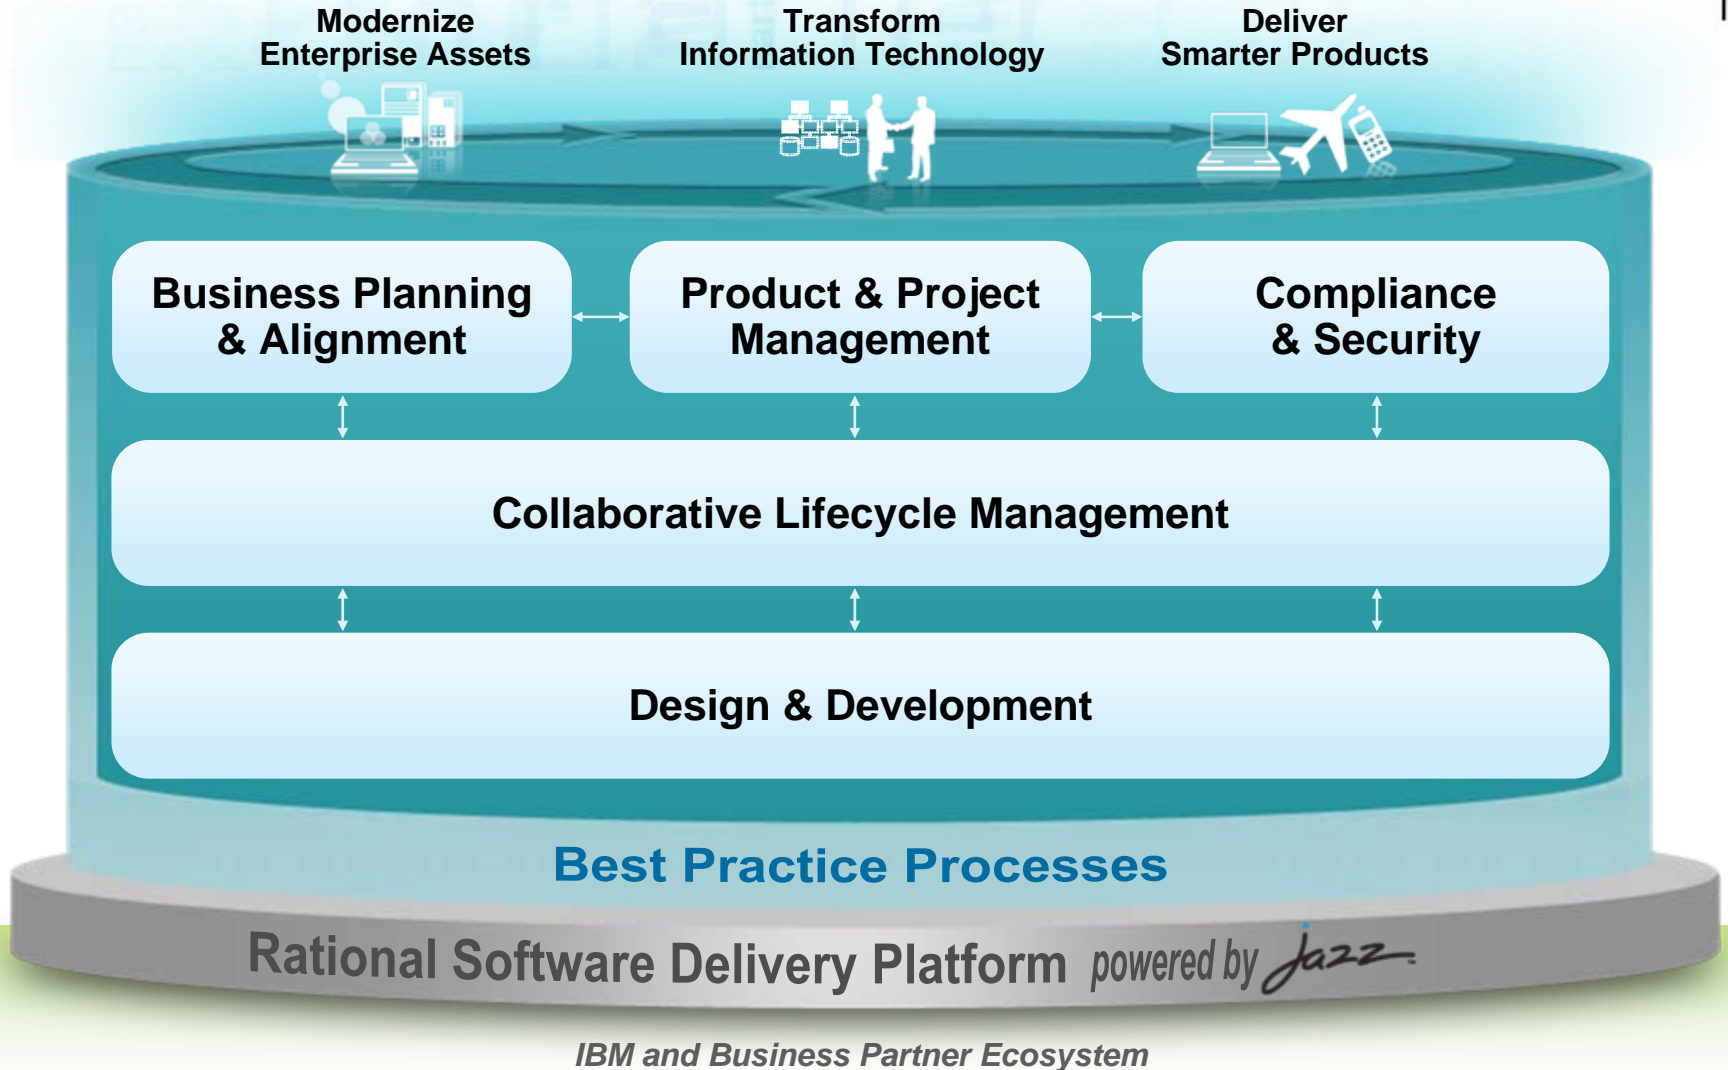 Modernize
Enterprise Assets
Transform
Information Technology
Deliver
Smarter Products
Business Planning
& Alignment
Product & Project
Management
Compliance
& Security
Collaborative Lifecycle Management
Design & Development
Best Practice Processes
Rational Software Delivery Platform powered by jazz
IBM and Business Partner Ecosystem